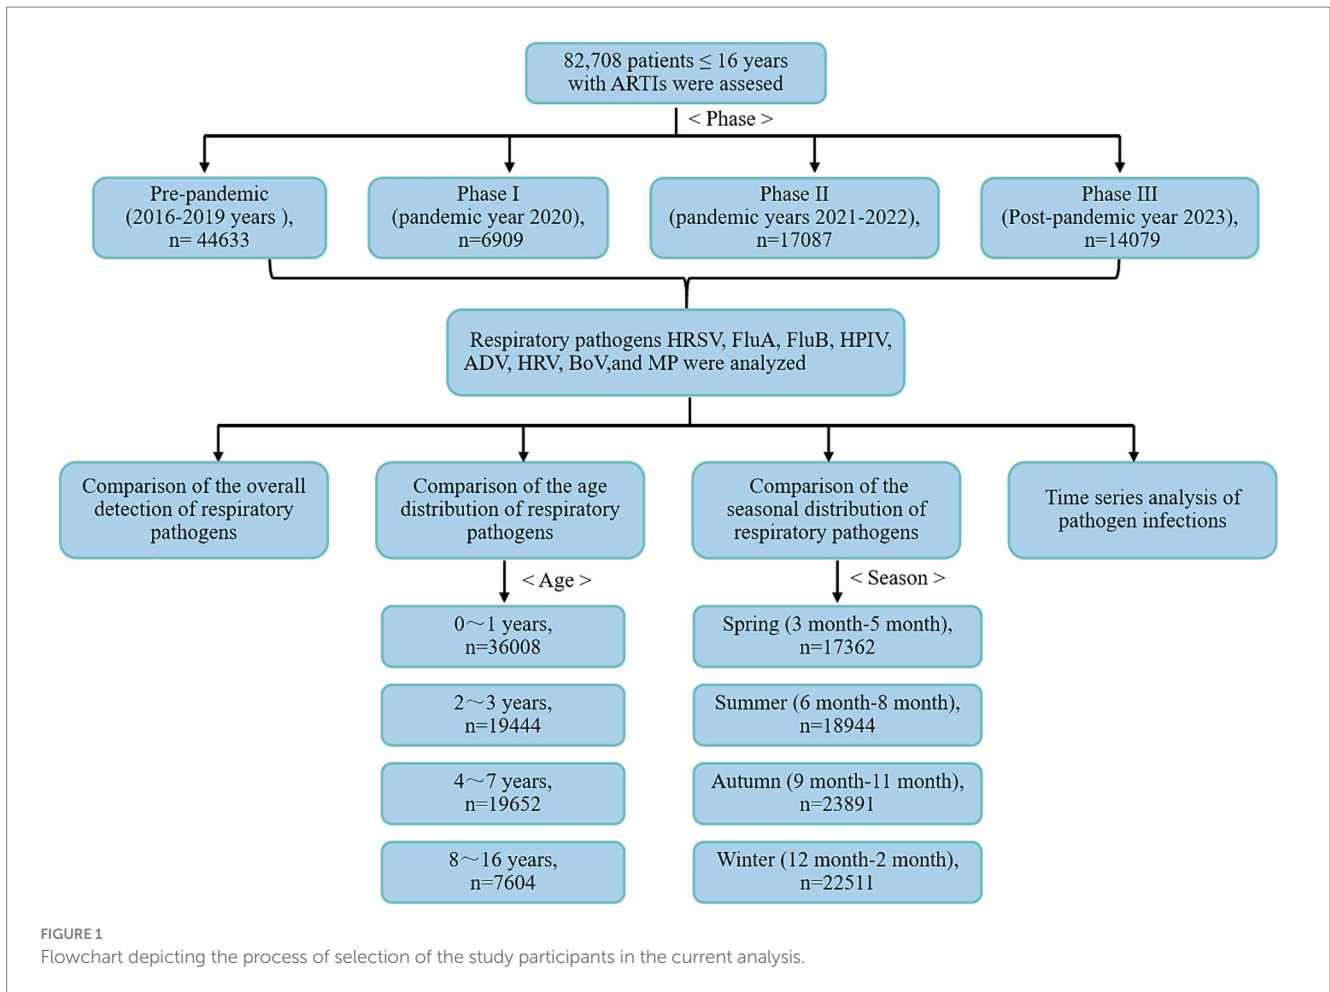 82,708 patients ≤ 16 years
with ARTIs were assesed
< Phase >
Pre-pandemic
(2016-2019 years ),
n= 44633
Phase I
(pandemic year 2020),
n=6909
Phase II
(pandemic years 2021-2022),
n=17087
Phase III
(Post-pandemic year 2023),
n=14079
Respiratory pathogens HRSV, FluA, FluB, HPIV,
ADV, HRV, BoV,and MP were analyzed
Comparison of the overall
detection of respiratory
pathogens
Comparison of the age
distribution of respiratory
pathogens
Comparison of the
seasonal distribution of
respiratory pathogens
Time series analysis of
pathogen infections
< Age >
0～1 years,
n=36008
2～3 years,
n=19444
4～7 years,
n=19652
8～16 years,
n=7604
< Season >
Spring (3 month-5 month),
n=17362
Summer (6 month-8 month),
n=18944
Autumn (9 month-11 month),
n=23891
Winter (12 month-2 month),
n=22511
FIGURE 1
Flowchart depicting the process of selection of the study participants in the current analysis.